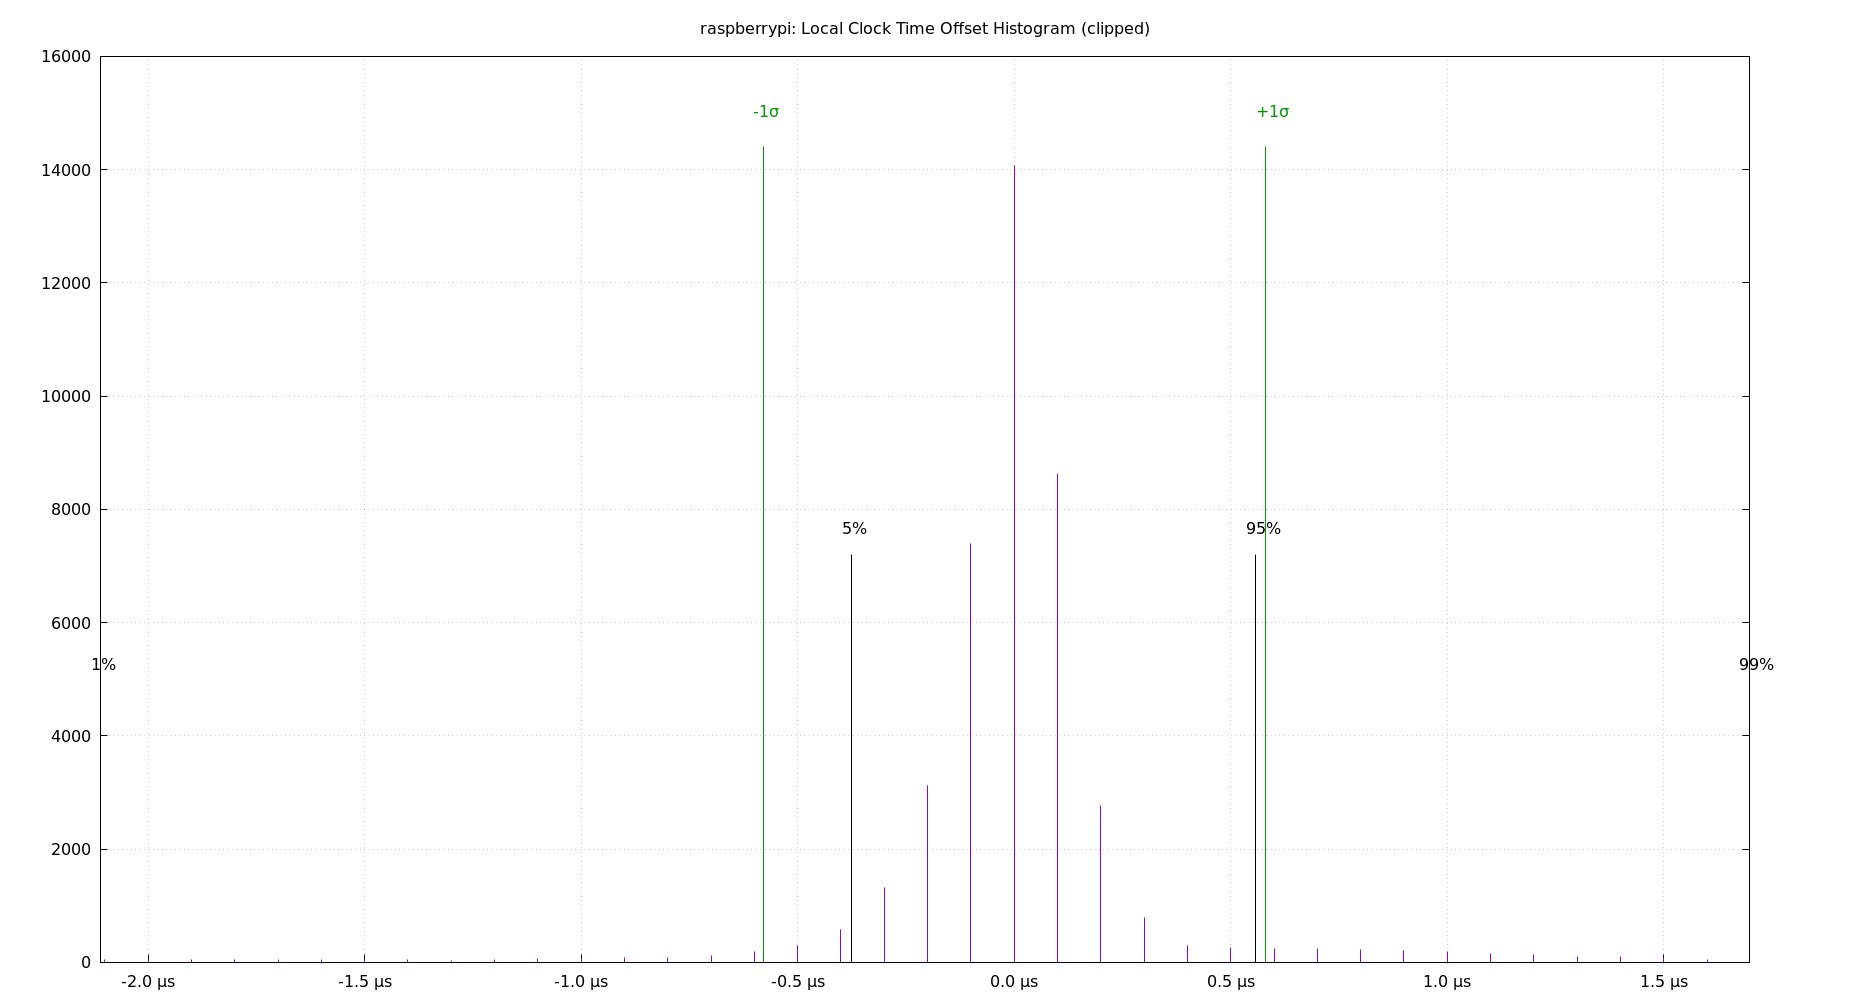 raspberrypi: Local Clock Time Offset Histogram (clipped)
16000
-1σ
+1σ
14000
12000
10000
8000
5%
95%
6000
1%
99%
4000
2000
0
-2.0 µs
-1.5 µs
-1.0 µs
-0.5 µs
0.0 µs
0.5 µs
1.0 µs
1.5 µs